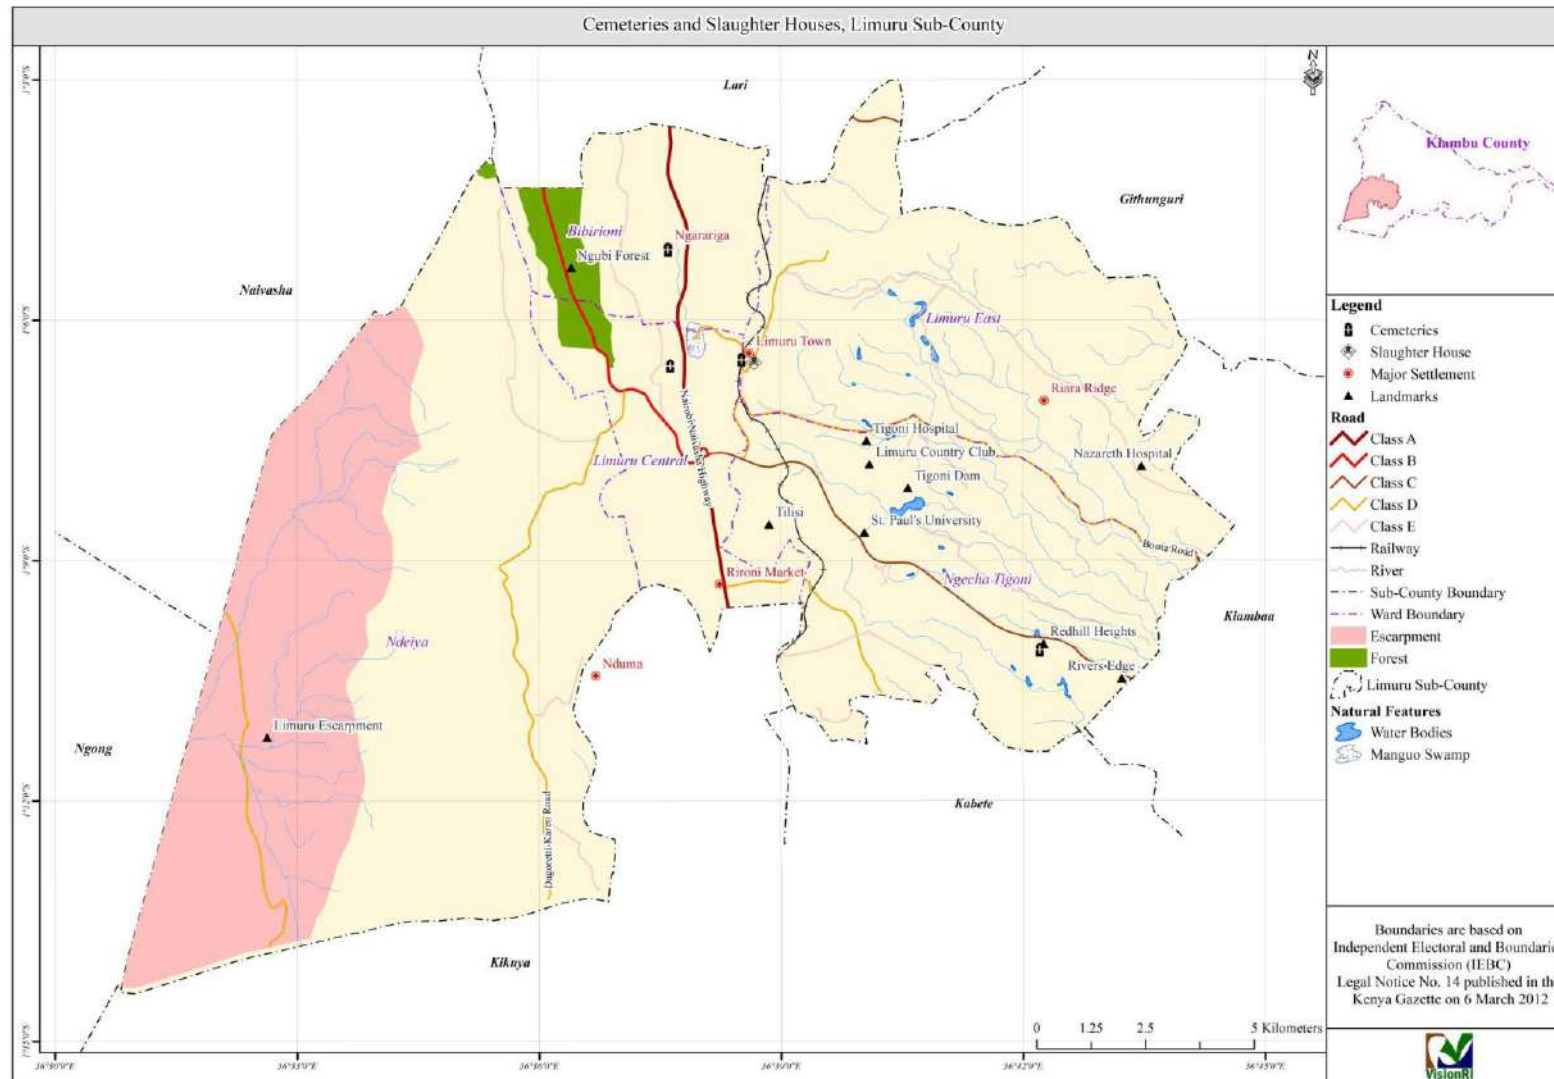 Cemeteries and Slaughter Houses, Limuru Sub-County
N
Lari
Kiambu County
Githunguri
Bibirioni
Ngarariga
Ngubi Forest
Naivasha
Limuru East
Limuru Town
Riara Ridge
Tigoni Hospital
Limuru Country Club
Nazareth Hospital
Limuru Central
Nairobi-Naivasha Highway
Tigoni Dam
Tilisi
St. Paul's University
Rironi Market
Ngecha Tigoni
Kiambaa
Ndeiya
Redhill Heights
Nduma
Rivers Edge
Limuru Escarpment
Ngong
Kabete
Dagoretti-Karen Road
Kikuya
Legend
Cemeteries
Slaughter House
Major Settlement
Landmarks
Road
Class A
Class B
Class C
Class D
Class E
Railway
River
Sub-County Boundary
Ward Boundary
Escarpment
Forest
Limuru Sub-County
Natural Features
Water Bodies
Manguo Swamp
Boundaries are based on
Independent Electoral and Boundarie
Commission (IEBC)
Legal Notice No. 14 published in th
Kenya Gazette on 6 March 2012
0 1.25 2.5 5 Kilometers
VisionRI